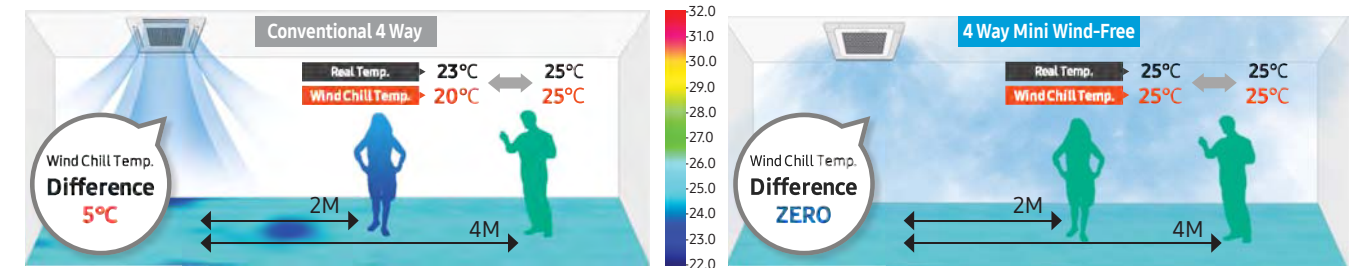 Conventional 4 Way
Real Temp. 23°C 25°C
Wind Chill Temp. 20°C 25°C
Wind Chill Temp.
Difference
5°C
2M
4M
32.0
31.0
30.0
29.0
28.0
27.0
26.0
25.0
24.0
23.0
22.0
4 Way Mini Wind-Free
Real Temp. 25°C 25°C
Wind Chill Temp. 25°C 25°C
Wind Chill Temp.
Difference
ZERO
2M
4M